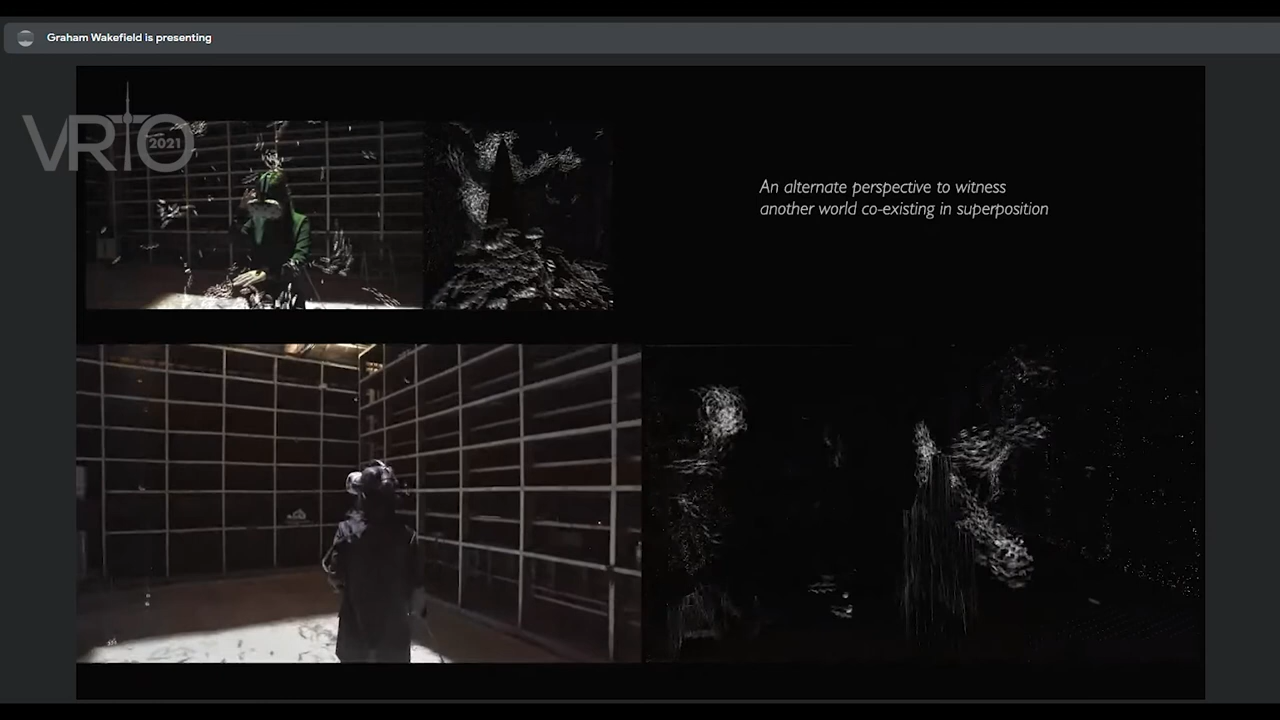 Graham Wakefield is presenting
VRTO
2021
An alternate perspective to witness
another world co-existing in superposition